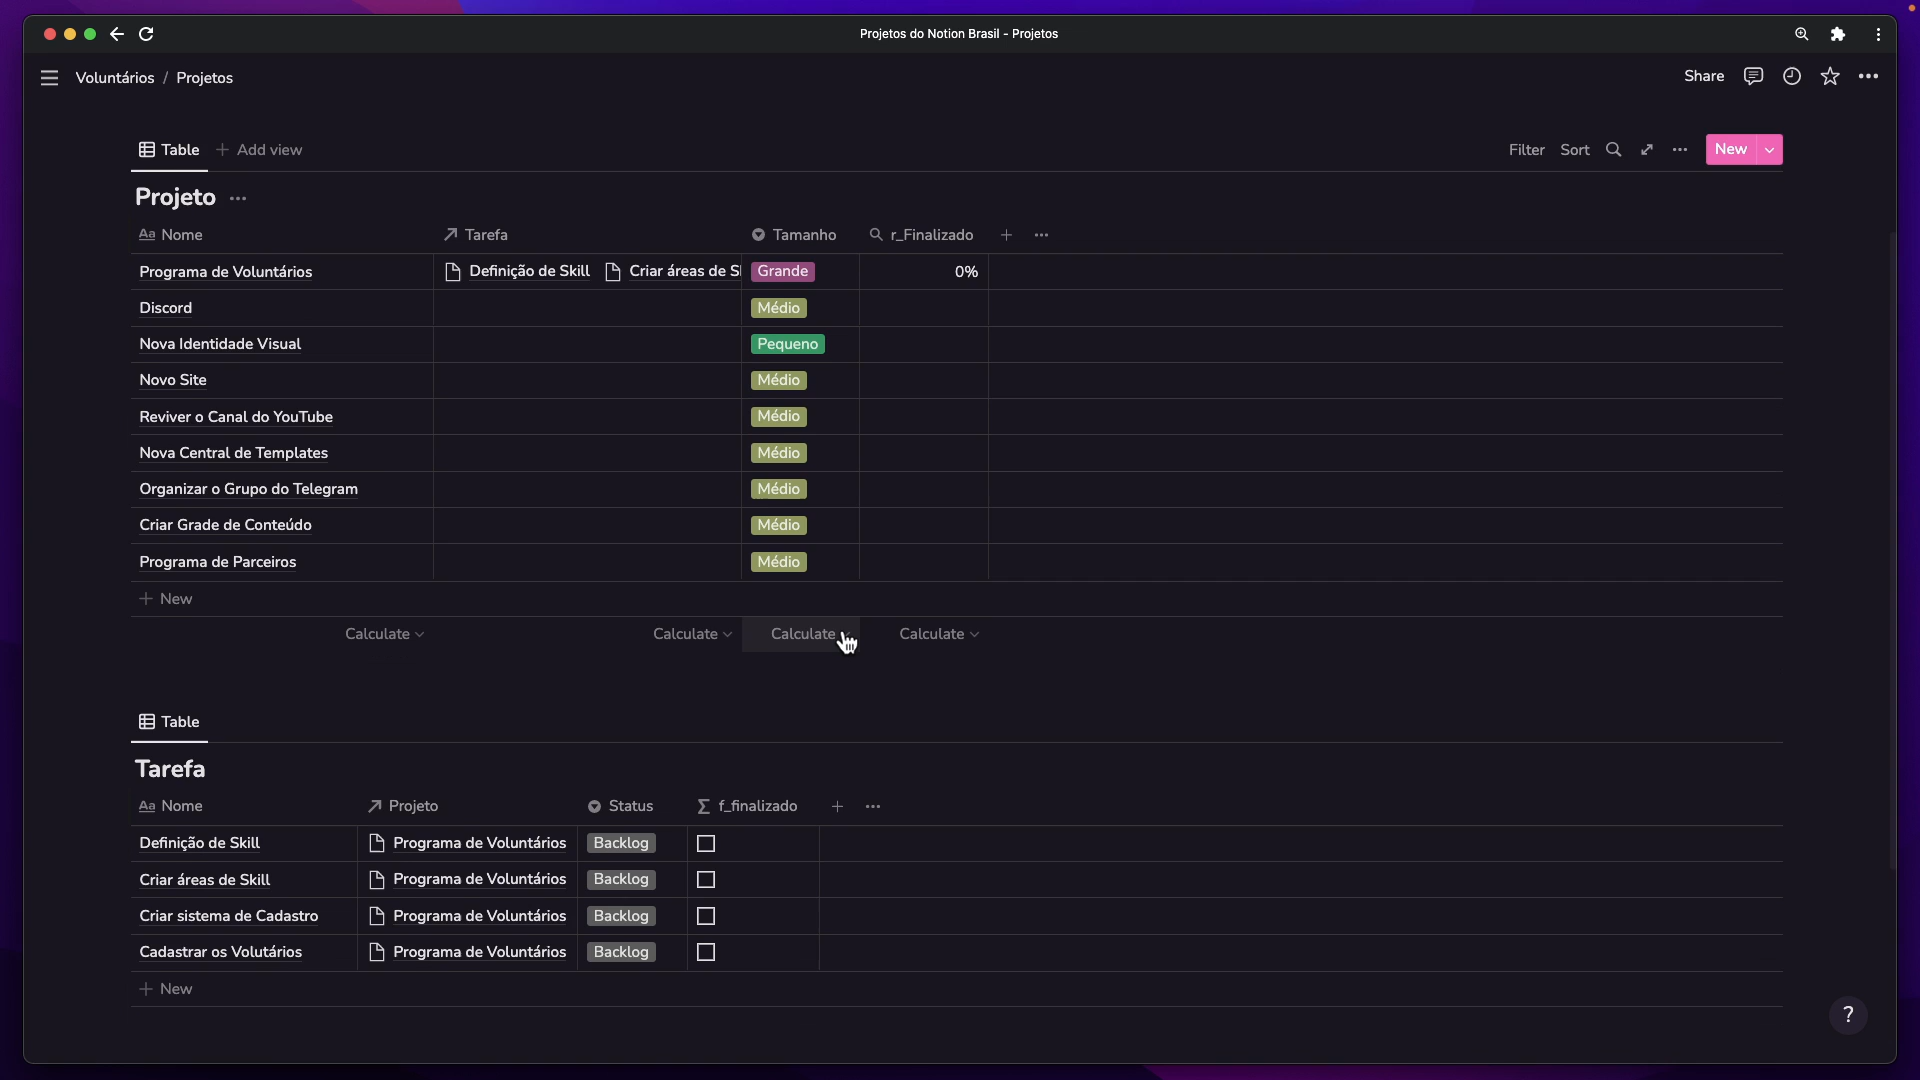 Projetos do Notion Brasil - Projetos
Voluntários / Projetos
Share
Table + Add view
Filter Sort New
Projeto
Aa Nome Tarefa Tamanho r_Finalizado
Programa de Voluntários Definição de Skill Criar áreas de Grande 0%
Discord Médio
Nova Identidade Visual Pequeno
Novo Site Médio
Reviver o Canal do YouTube Médio
Nova Central de Templates Médio
Organizar o Grupo do Telegram Médio
Criar Grade de Conteúdo Médio
Programa de Parceiros Médio
+ New
Calculate Calculate Calculate Calculate
Table
Tarefa
Aa Nome Projeto Status Σ f_finalizado
Definição de Skill Programa de Voluntários Backlog
Criar áreas de Skill Programa de Voluntários Backlog
Criar sistema de Cadastro Programa de Voluntários Backlog
Cadastrar os Volutários Programa de Voluntários Backlog
+ New
?